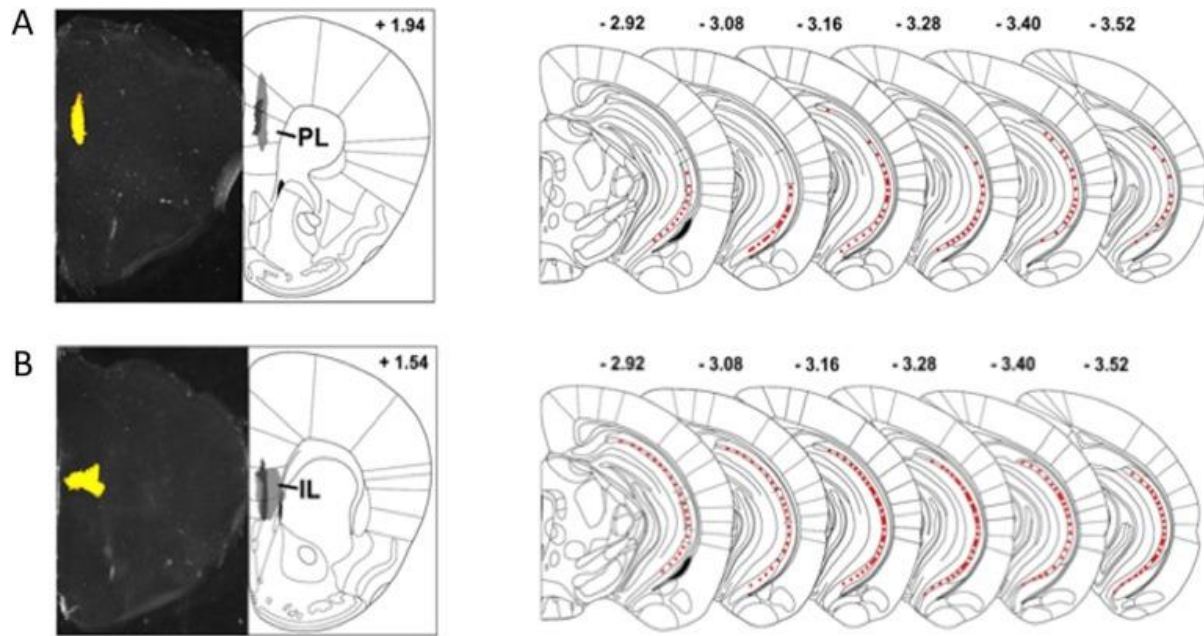 A
+ 1.94
PL
- 2.92 - 3.08 - 3.16 - 3.28 - 3.40 - 3.52
B
+ 1.54
IL
- 2.92 - 3.08 - 3.16 - 3.28 - 3.40 - 3.52